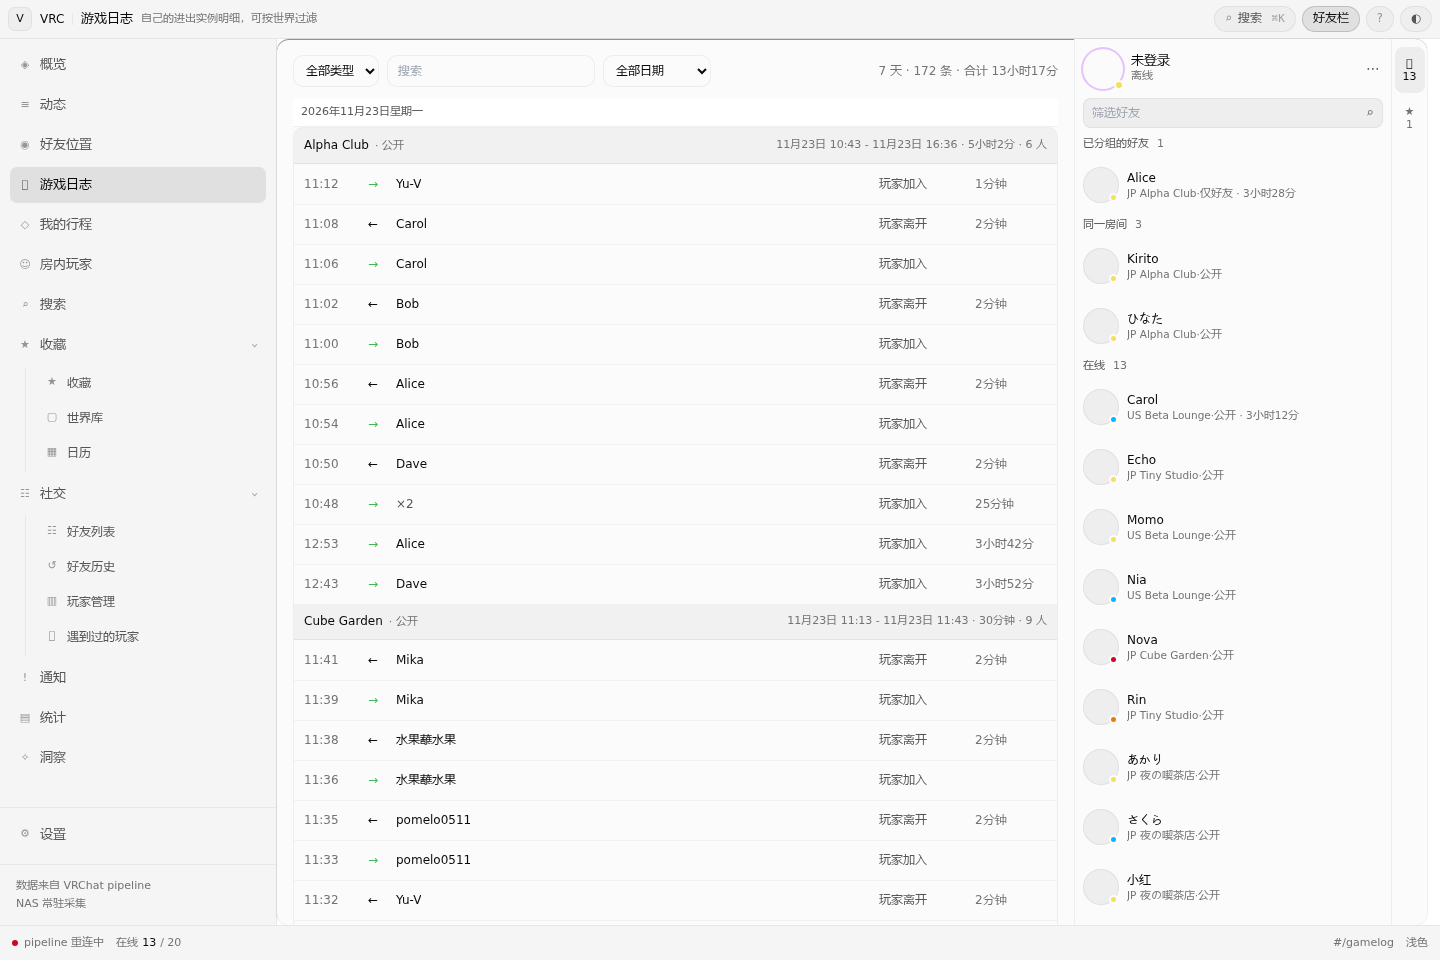 V VRC 游戏日志 自己的进出实例明细，可按世界过滤
搜索 ⌘K 好友栏 ?
概览
动态
好友位置
游戏日志
我的行程
房内玩家
搜索
收藏
收藏
世界库
日历
社交
好友列表
好友历史
玩家管理
遇到过的玩家
! 通知
统计
洞察
设置
数据来自 VRChat pipeline
NAS 常驻采集
全部类型 搜索 全部日期 7 天 · 172 条 · 合计 13小时17分
2026年11月23日星期一
Alpha Club · 公开 11月23日 10:43 - 11月23日 16:36 · 5小时2分 · 6 人
11:12 → Yu-V 玩家加入 1分钟
11:08 ← Carol 玩家离开 2分钟
11:06 → Carol 玩家加入
11:02 ← Bob 玩家离开 2分钟
11:00 → Bob 玩家加入
10:56 ← Alice 玩家离开 2分钟
10:54 → Alice 玩家加入
10:50 ← Dave 玩家离开 2分钟
10:48 → ×2 玩家加入 25分钟
12:53 → Alice 玩家加入 3小时42分
12:43 → Dave 玩家加入 3小时52分
Cube Garden · 公开 11月23日 11:13 - 11月23日 11:43 · 30分钟 · 9 人
11:41 ← Mika 玩家离开 2分钟
11:39 → Mika 玩家加入
11:38 ← 水果 水果 玩家离开 2分钟
11:36 → 水果 水果 玩家加入
11:35 ← pomelo0511 玩家离开 2分钟
11:33 → pomelo0511 玩家加入
11:32 ← Yu-V 玩家离开 2分钟
未登录
离线
⋯
筛选好友
已分组的好友 1
Alice
JP Alpha Club·仅好友 · 3小时28分
同一房间 3
Kirito
JP Alpha Club·公开
ひなた
JP Alpha Club·公开
在线 13
Carol
US Beta Lounge·公开 · 3小时12分
Echo
JP Tiny Studio·公开
Momo
US Beta Lounge·公开
Nia
US Beta Lounge·公开
Nova
JP Cube Garden·公开
Rin
JP Tiny Studio·公开
あかり
JP 夜の喫茶店·公开
さくら
JP 夜の喫茶店·公开
小红
JP 夜の喫茶店·公开
13
★
1
pipeline 重连中 在线 13 / 20
#/gamelog 浅色